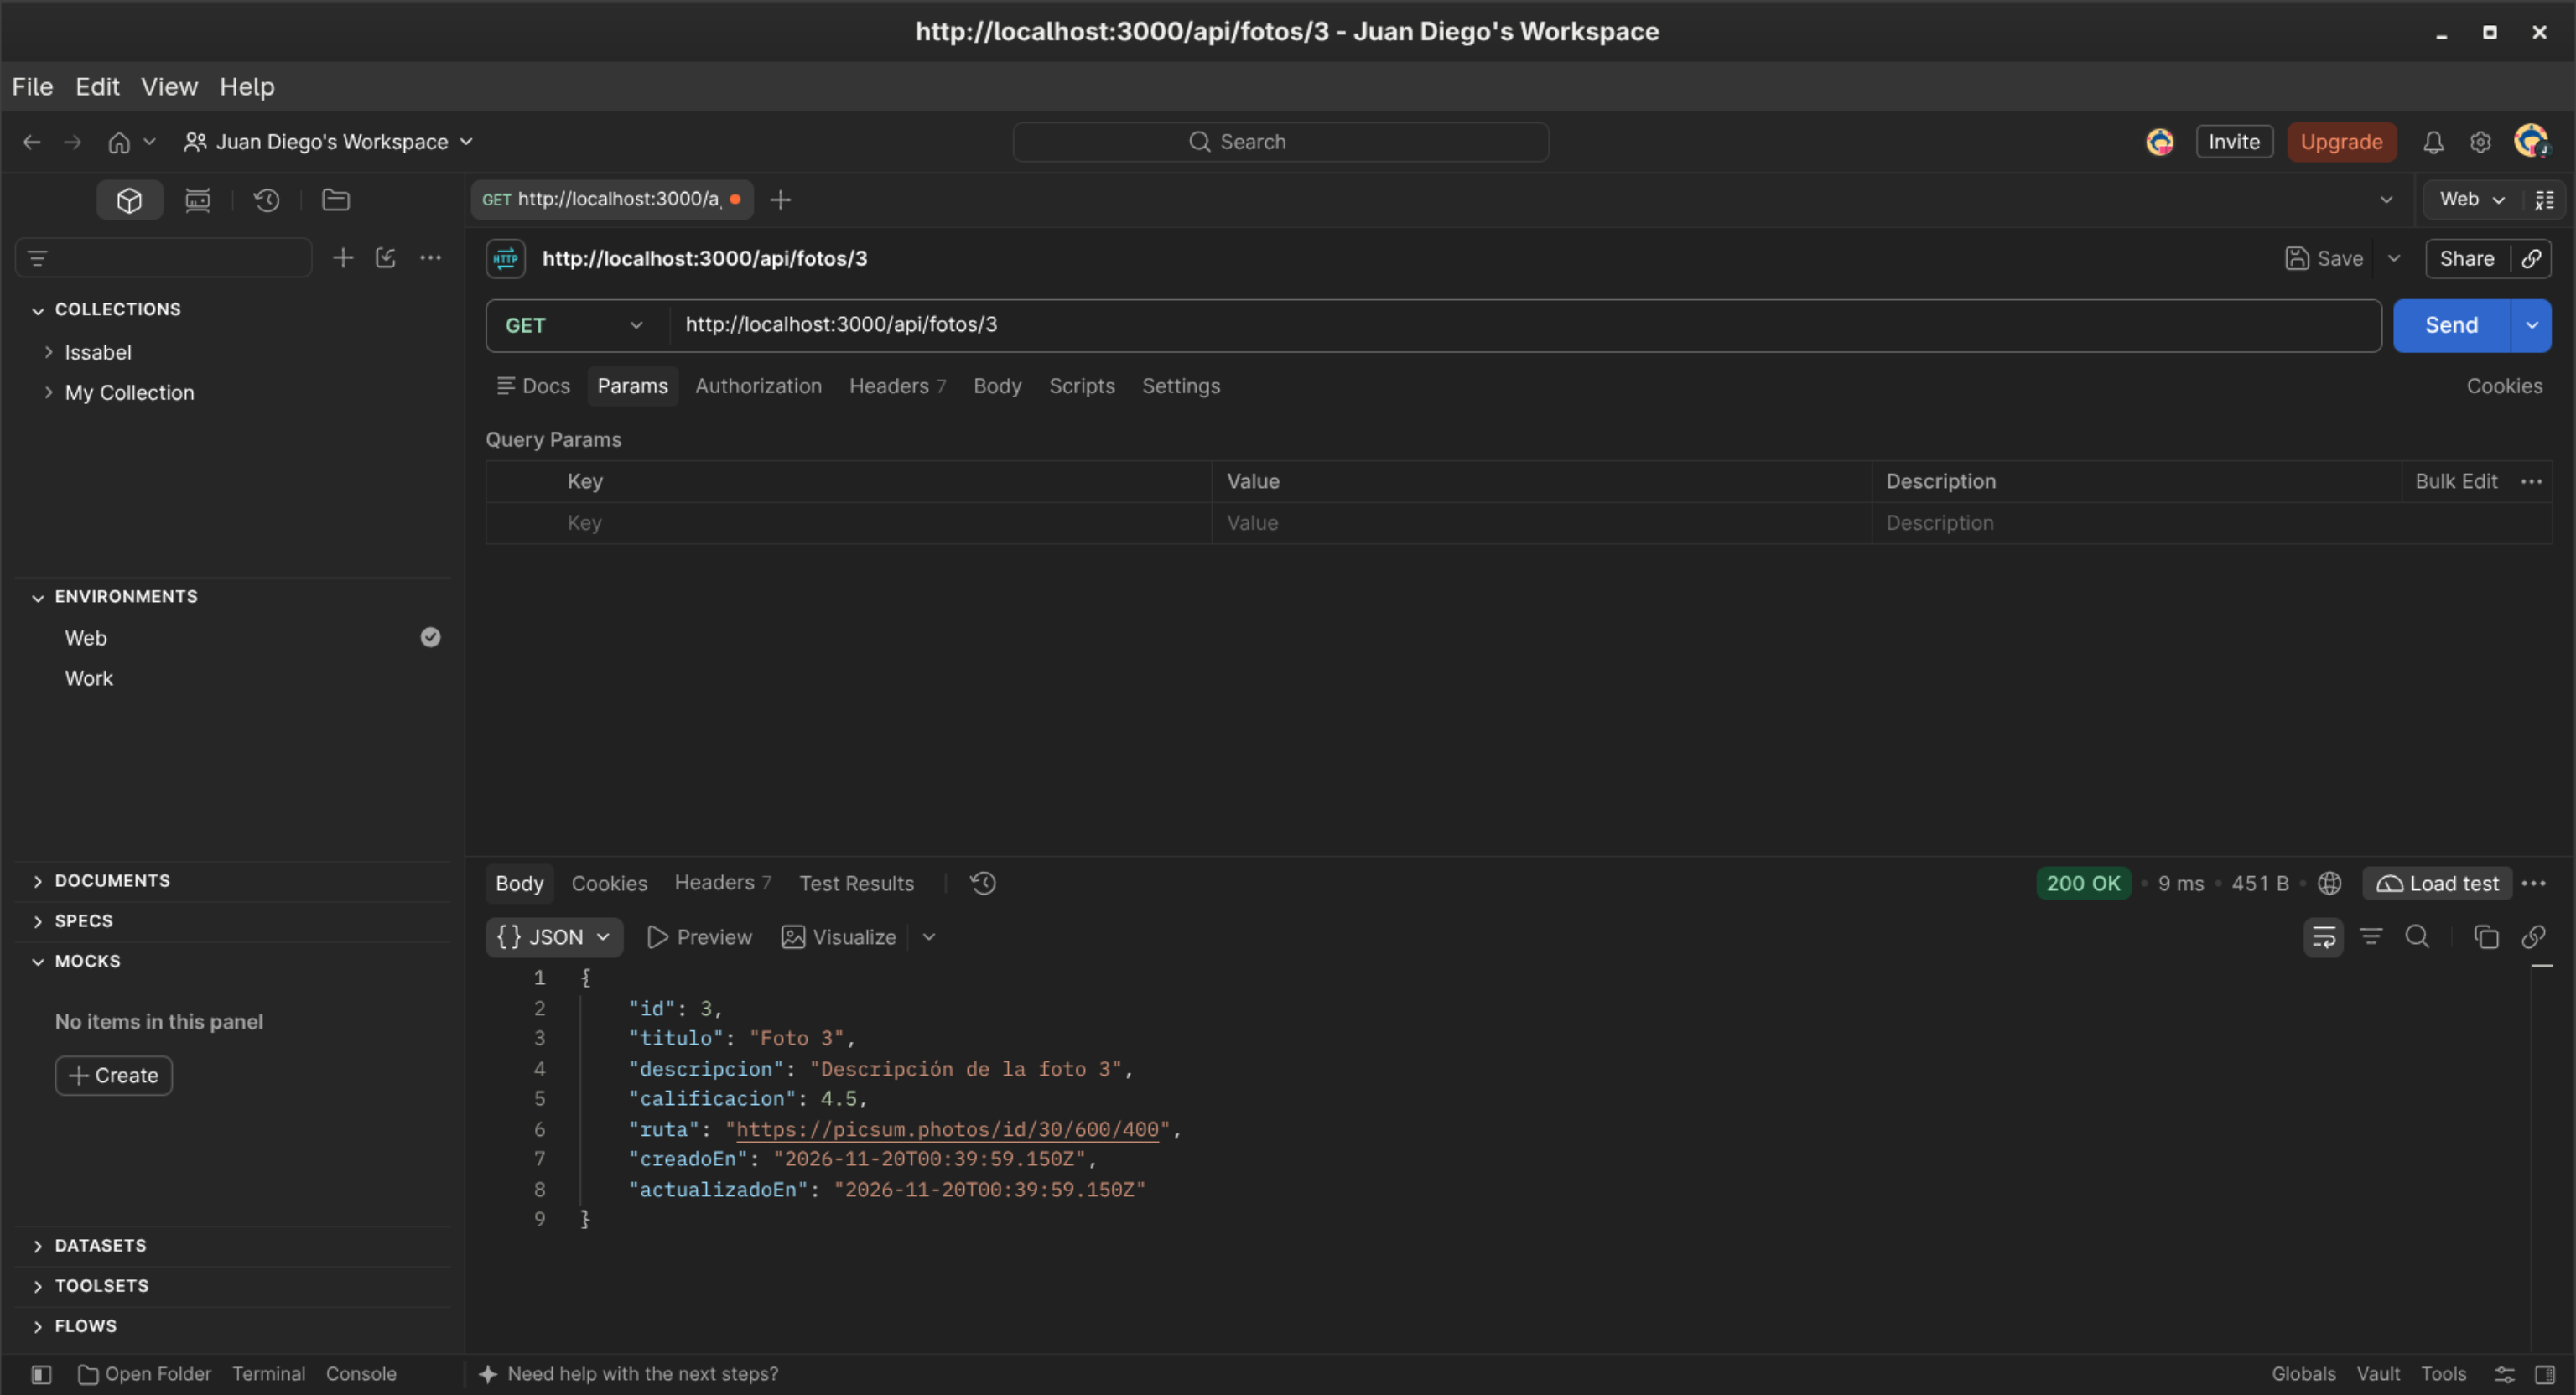 http://localhost:3000/api/fotos/3 - Juan Diego's Workspace
File Edit View Help
Juan Diego's Workspace
Search
Invite
Upgrade
GET http://localhost:3000/a
Web
http://localhost:3000/api/fotos/3
Save
Share
COLLECTIONS
Issabel
My Collection
GET http://localhost:3000/api/fotos/3
Send
Docs Params Authorization Headers 7 Body Scripts Settings
Cookies
Query Params
Key Value Description Bulk Edit
Key Value Description
ENVIRONMENTS
Web
Work
DOCUMENTS
SPECS
MOCKS
No items in this panel
Create
DATASETS
TOOLSETS
FLOWS
Body Cookies Headers 7 Test Results
200 OK • 9 ms • 451 B •
Load test
{} JSON Preview Visualize
1 {
2 "id": 3,
3 "titulo": "Foto 3",
4 "descripcion": "Descripción de la foto 3",
5 "calificacion": 4.5,
6 "ruta": "https://picsum.photos/id/30/600/400",
7 "creadoEn": "2026-11-20T00:39:59.150Z",
8 "actualizadoEn": "2026-11-20T00:39:59.150Z"
9 }
Open Folder Terminal Console
Need help with the next steps?
Globals Vault Tools